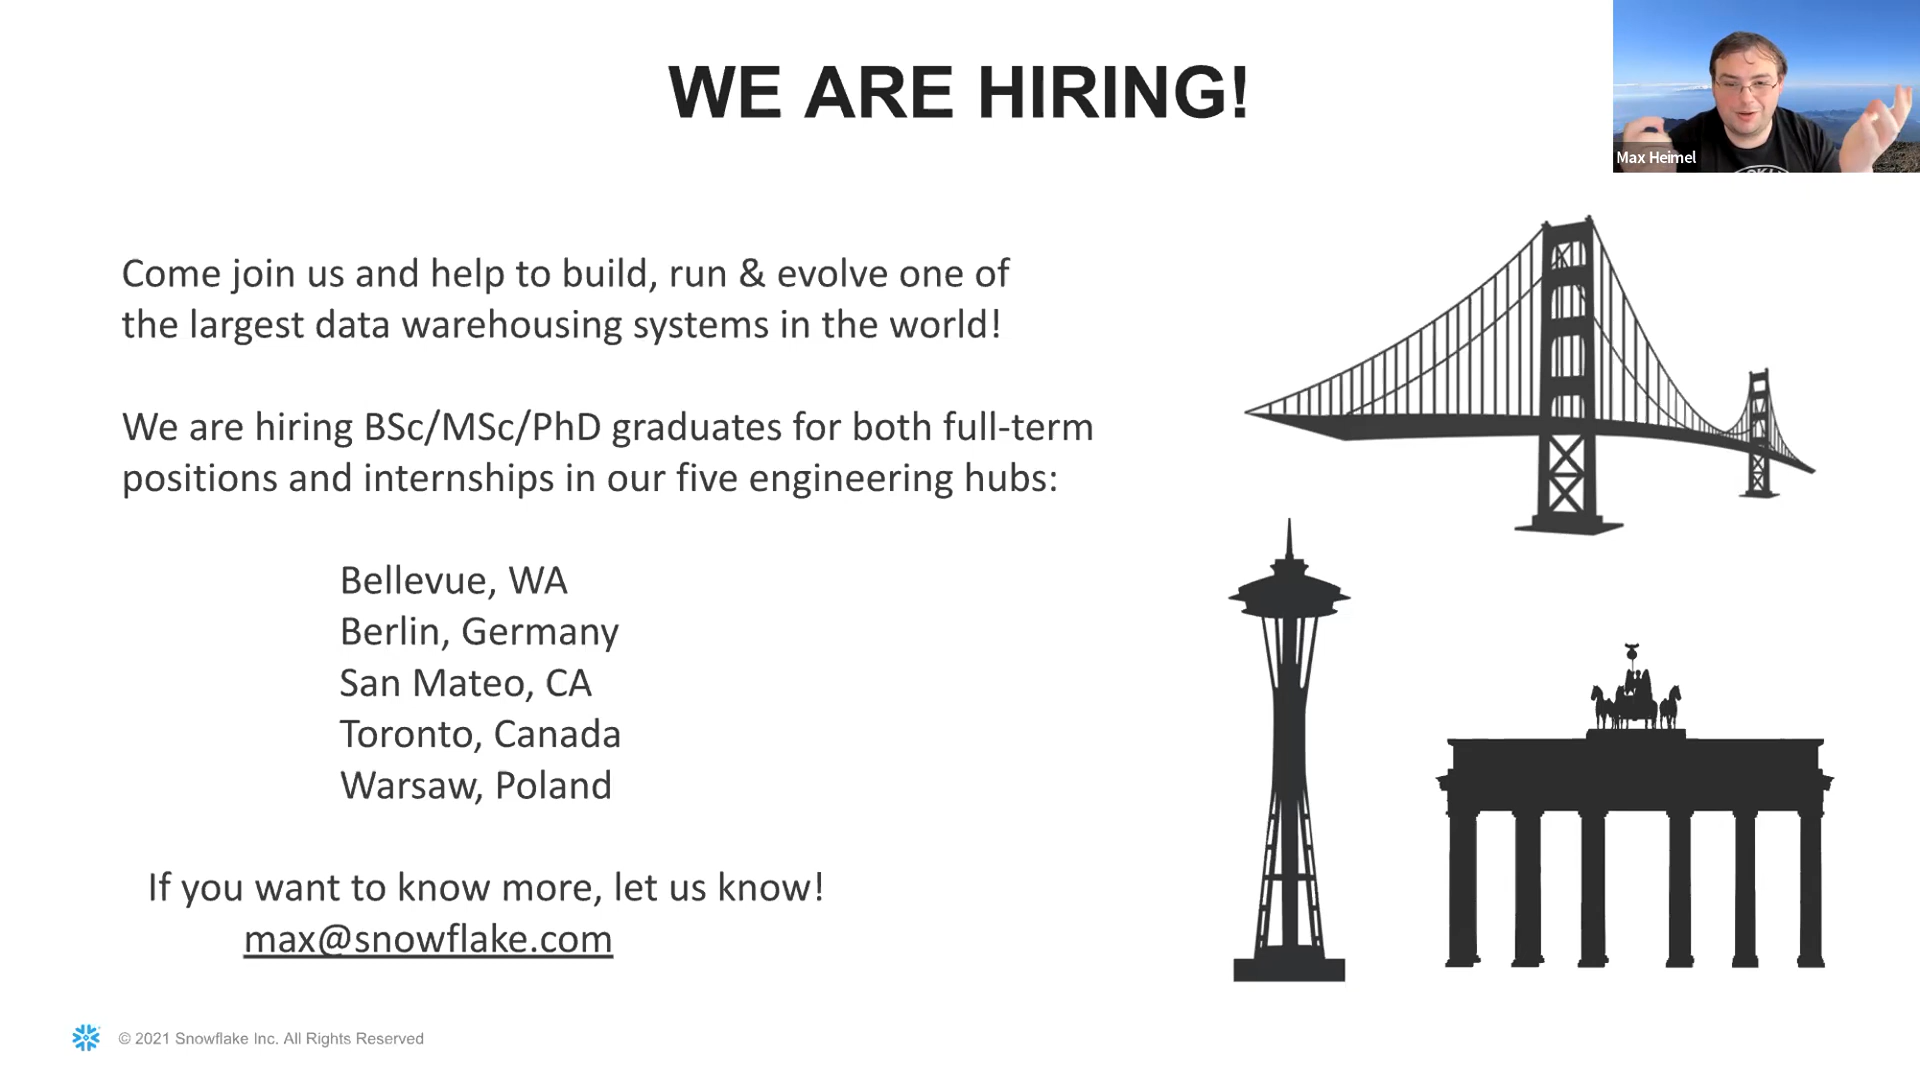 WE ARE HIRING!
Max Heimel
Come join us and help to build, run & evolve one of
the largest data warehousing systems in the world!
We are hiring BSc/MSc/PhD graduates for both full-term
positions and internships in our five engineering hubs:
Bellevue, WA
Berlin, Germany
San Mateo, CA
Toronto, Canada
Warsaw, Poland
If you want to know more, let us know!
max@snowflake.com
© 2021 Snowflake Inc. All Rights Reserved